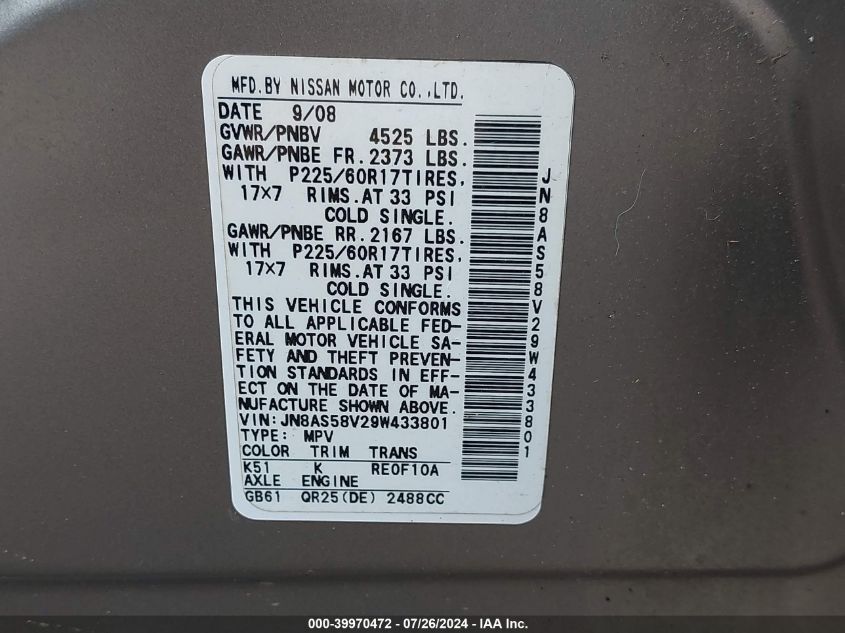 MFD.BY NISSAN MOTOR CO.,LTD.
DATE 9/08
GVWR/PNBV 4525 LBS.
GAWR/PNBE FR.2373 LBS.
WITH P225/60R17TIRES,
17×7 RIMS.AT 33 PSI
COLD SINGLE.
GAWR/PNBE RR.2167 LBS.
WITH P225/60R17TIRES,
17×7 RIMS.AT 33 PSI
COLD SINGLE.
THIS VEHICLE CONFORMS
TO ALL APPLICABLE FED-
ERAL MOTOR VEHICLE SA-
FETY AND THEFT PREVEN-
TION STANDARDS IN EFF-
ECT ON THE DATE OF MA-
NUFACTURE SHOWN ABOVE.
VIN:JN8AS58V29W433801
TYPE: MPV
COLOR TRIM TRANS
K51 K RE0F10A
AXLE ENGINE
GB61 QR25(DE) 2488CC
JN8AS58V29W433801
000-39970472 / 07/26/2024 - IAA Inc.